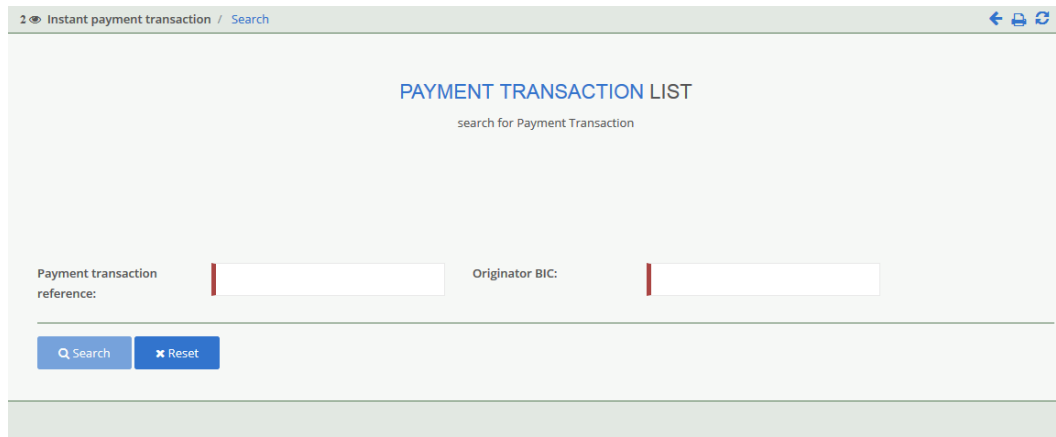 2 Instant payment transaction / Search
PAYMENT TRANSACTION LIST
search for Payment Transaction
Payment transaction
reference:
Originator BIC:
Search
Reset